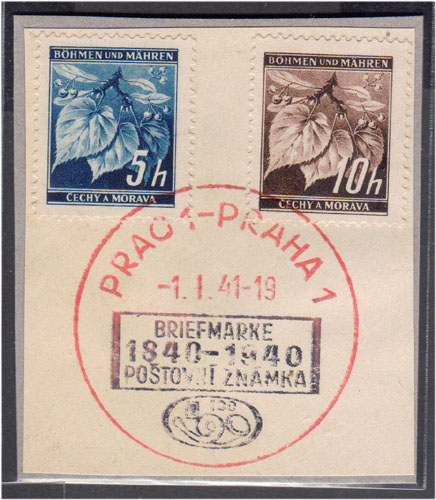 BÖHMEN UND MÄHREN
5h
ČECHY A MORAVA
BÖHMEN UND MÄHREN
10h
ČECHY A MORAVA
PRAG 1-PRAHA 1
-1. I. 41-19
BRIEFMARKE
1840-1940
POŠTOVNÍ ZNÁMKA
100